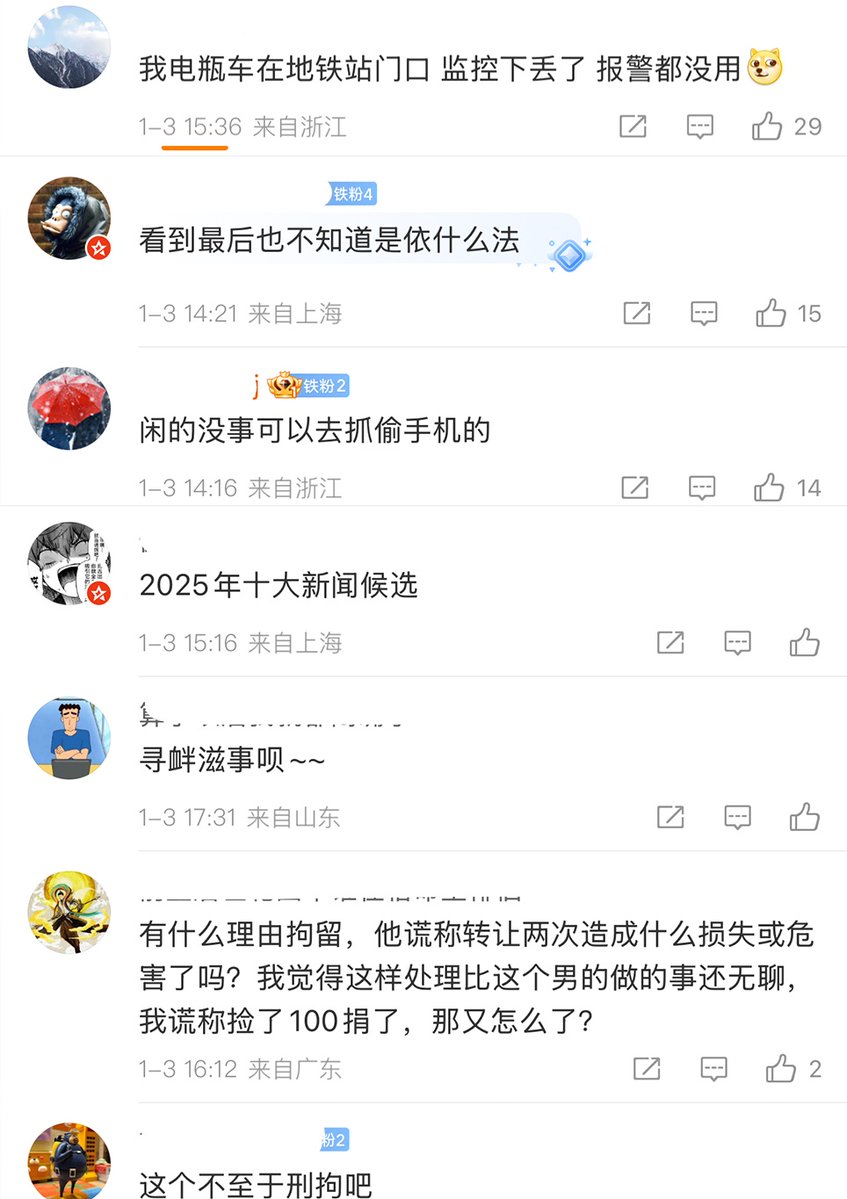 我电瓶车在地铁站门口 监控下丢了 报警都没用
1-3 15:36 来自浙江
29
铁粉4
看到最后也不知道是依什么法
1-3 14:21 来自上海
15
j
铁粉2
闲的没事可以去抓偷手机的
1-3 14:16 来自浙江
14
2025年十大新闻候选
1-3 15:16 来自上海
寻衅滋事呗~~
1-3 17:31 来自山东
有什么理由拘留，他谎称转让两次造成什么损失或危
害了吗？我觉得这样处理比这个男的做的事还无聊，
我谎称捡了100捐了，那又怎么了？
1-3 16:12 来自广东
2
粉2
这个不至于刑拘吧